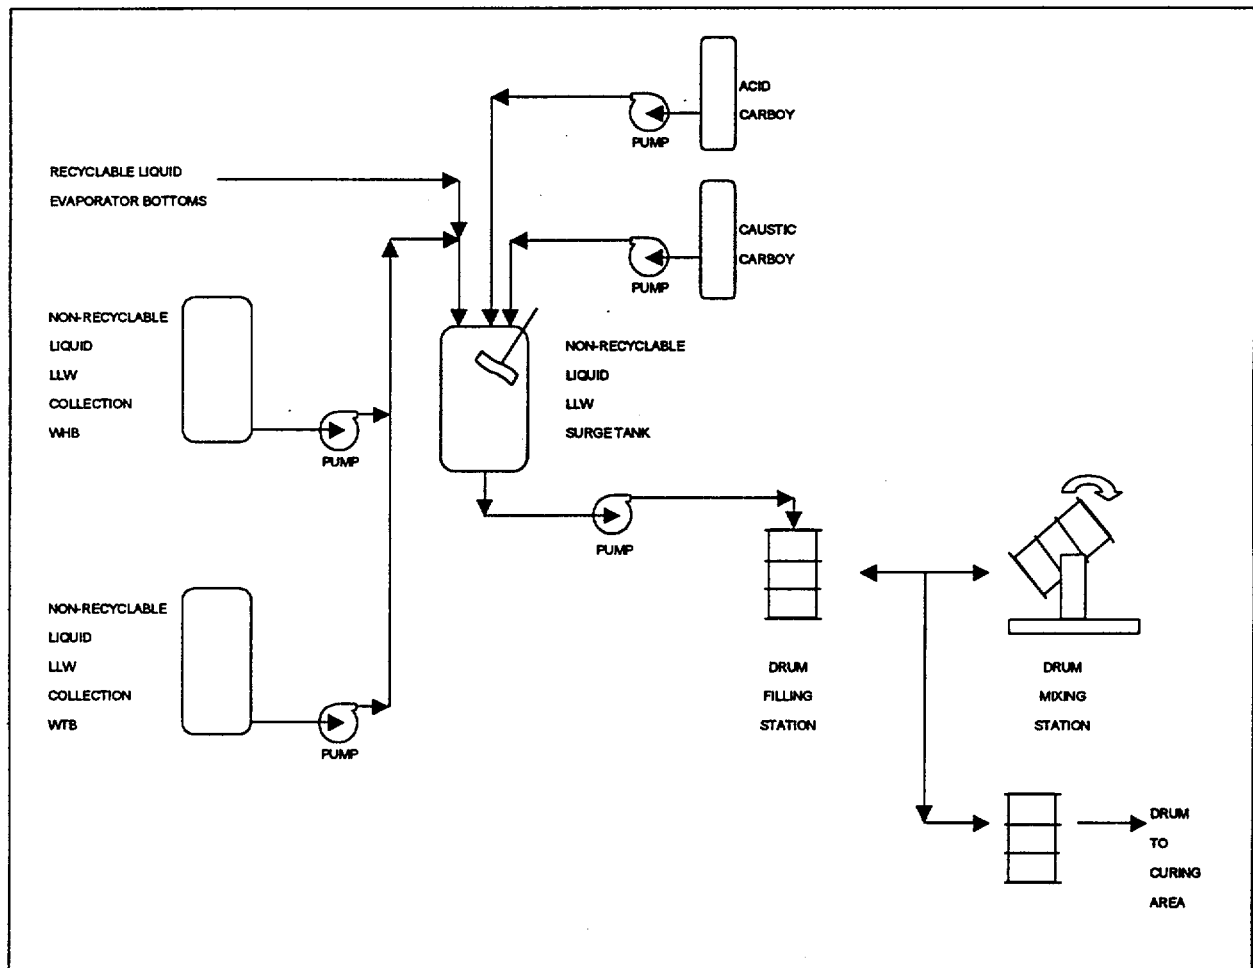 ACID
CARBOY
PUMP
RECYCLABLE LIQUID
EVAPORATOR BOTTOMS
CAUSTIC
CARBOY
PUMP
NON-RECYCLABLE
LIQUID
LLW
COLLECTION
WHB
PUMP
NON-RECYCLABLE
LIQUID
LLW
SURGE TANK
PUMP
NON-RECYCLABLE
LIQUID
LLW
COLLECTION
WTB
PUMP
DRUM
FILLING
STATION
DRUM
MIXING
STATION
DRUM
TO
CURING
AREA